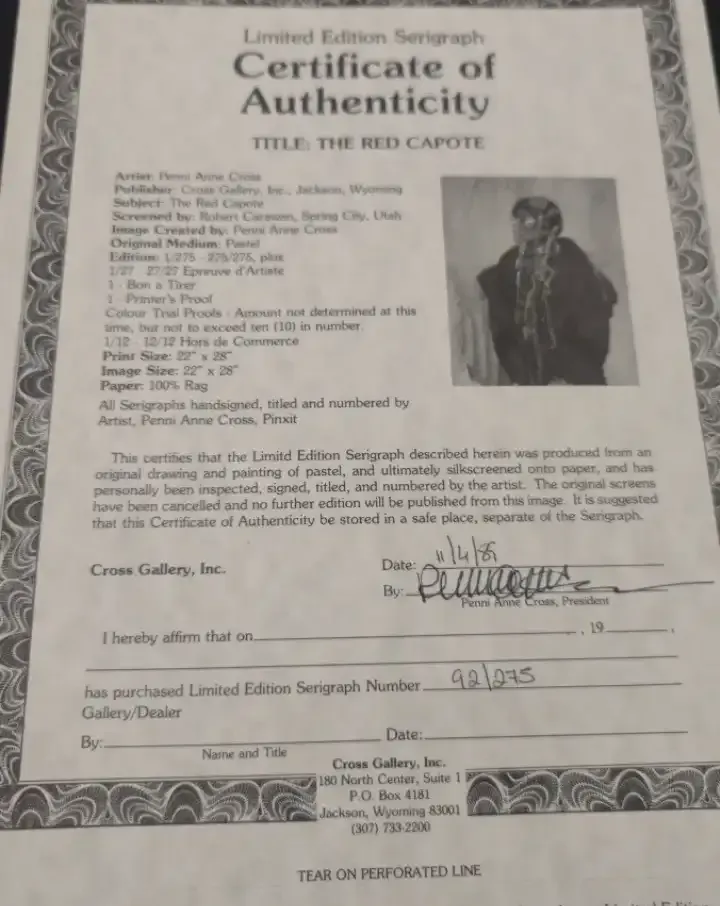 Limited Edition Serigraph
Certificate of
Authenticity
TITLE: THE RED CAPOTE
Artist: Penni Anne Cross
Publisher: Cross Gallery, Inc., Jackson, Wyoming
Subject: The Red Capote
Screened by: Robert Caraway, Spring City, Utah
Image Created by: Penni Anne Cross
Original Medium: Pastel
Edition: 1/275 - 275/275, plus
1/27 - 27/27 Epreuve d'Artiste
1 - Bon a Tirer
1 - Printer's Proof
Colour Trial Proofs - Amount not determined at this
time, but not to exceed ten (10) in number.
1/12 - 12/12 Hors de Commerce
Print Size: 22" x 28"
Image Size: 22" x 28"
Paper: 100% Rag
All Serigraphs handsigned, titled and numbered by
Artist, Penni Anne Cross, Pinxit
This certifies that the Limitd Edition Serigraph described herein was produced from an
original drawing and painting of pastel, and ultimately silkscreened onto paper, and has
personally been inspected, signed, titled, and numbered by the artist. The original screens
have been cancelled and no further edition will be published from this image. It is suggested
that this Certificate of Authenticity be stored in a safe place, separate of the Serigraph.
Cross Gallery, Inc.
Date: 11/4/89
By:
Penni Anne Cross, President
I hereby affirm that on , 19 ,
has purchased Limited Edition Serigraph Number 92/275
Gallery/Dealer
By: Date:
Name and Title
Cross Gallery, Inc.
180 North Center, Suite 1
P.O. Box 4181
Jackson, Wyoming 83001
(307) 733-2200
TEAR ON PERFORATED LINE